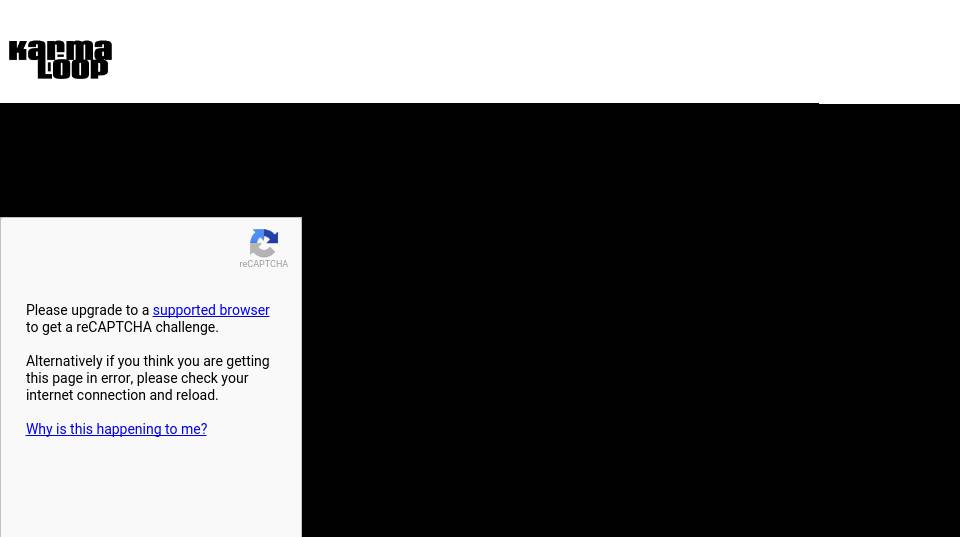 Karma
Loop
reCAPTCHA
Please upgrade to a supported browser
to get a reCAPTCHA challenge.
Alternatively if you think you are getting
this page in error, please check your
internet connection and reload.
Why is this happening to me?